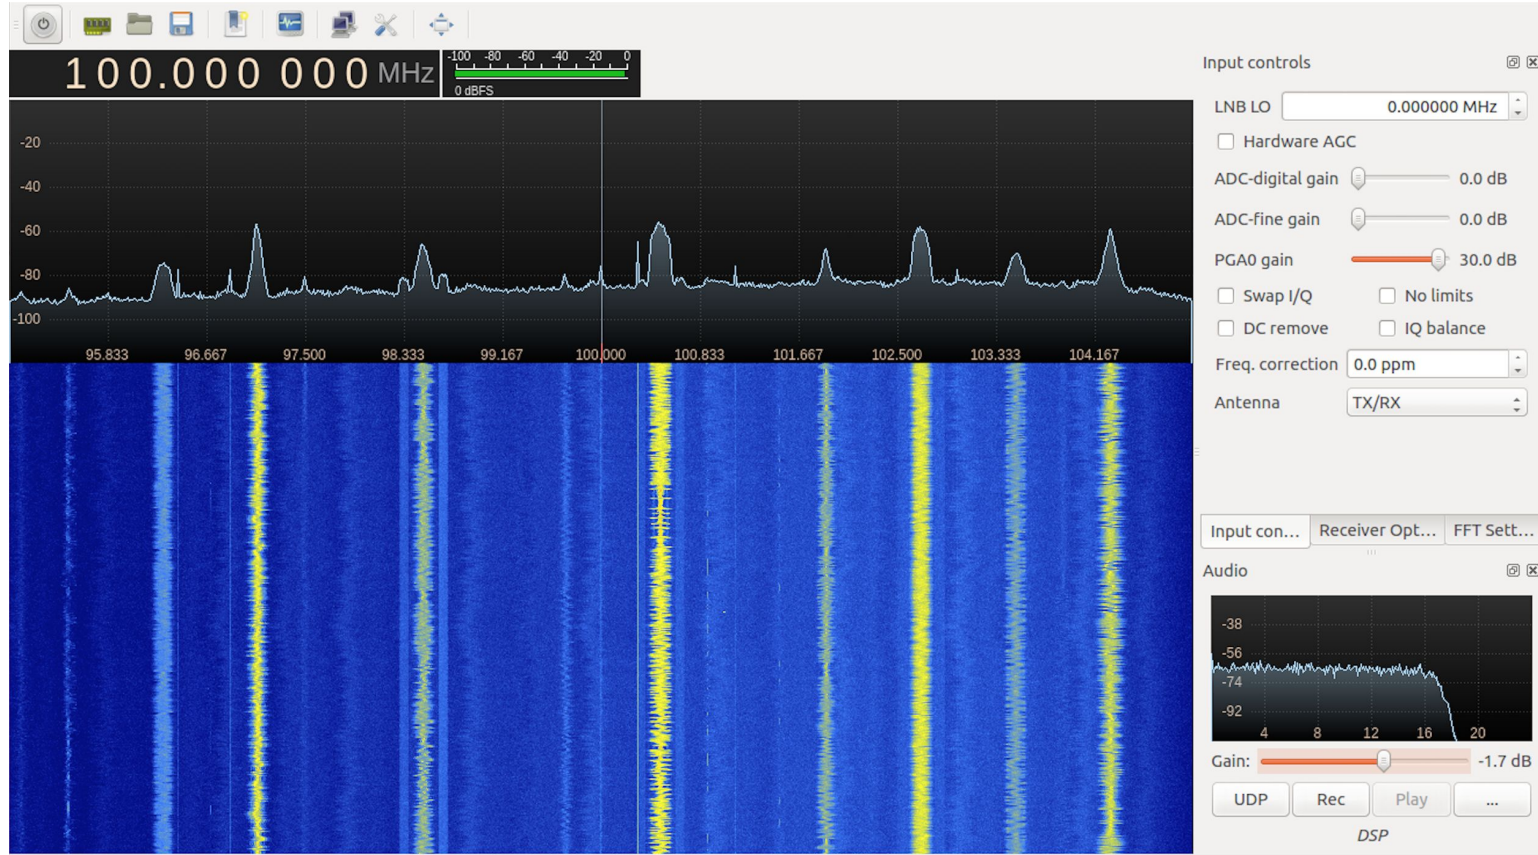 100.000 000 MHz
-100 -80 -60 -40 -20 0
0 dBFS
-20
-40
-60
-80
-100
95.833 96.667 97.500 98.333 99.167 100.000 100.833 101.667 102.500 103.333 104.167
Input controls
LNB LO 0.000000 MHz
Hardware AGC
ADC-digital gain 0.0 dB
ADC-fine gain 0.0 dB
PGA0 gain 30.0 dB
Swap I/Q No limits
DC remove IQ balance
Freq. correction 0.0 ppm
Antenna TX/RX
Input con... Receiver Opt... FFT Sett...
Audio
-38
-56
-74
-92
4 8 12 16 20
Gain: -1.7 dB
UDP Rec Play ...
DSP